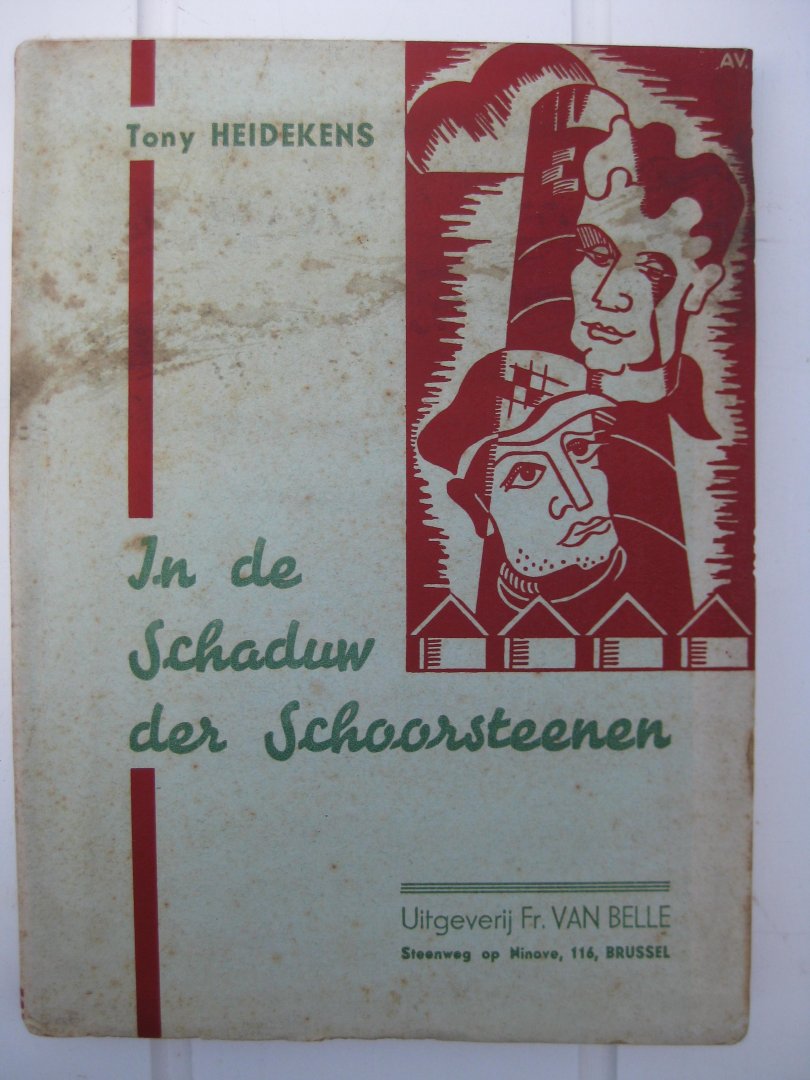 AV.
Tony HEIDEKENS
In de
Schaduw
der Schoorsteenen
Uitgeverij Fr. VAN BELLE
Steenweg op Ninove, 116, BRUSSEL